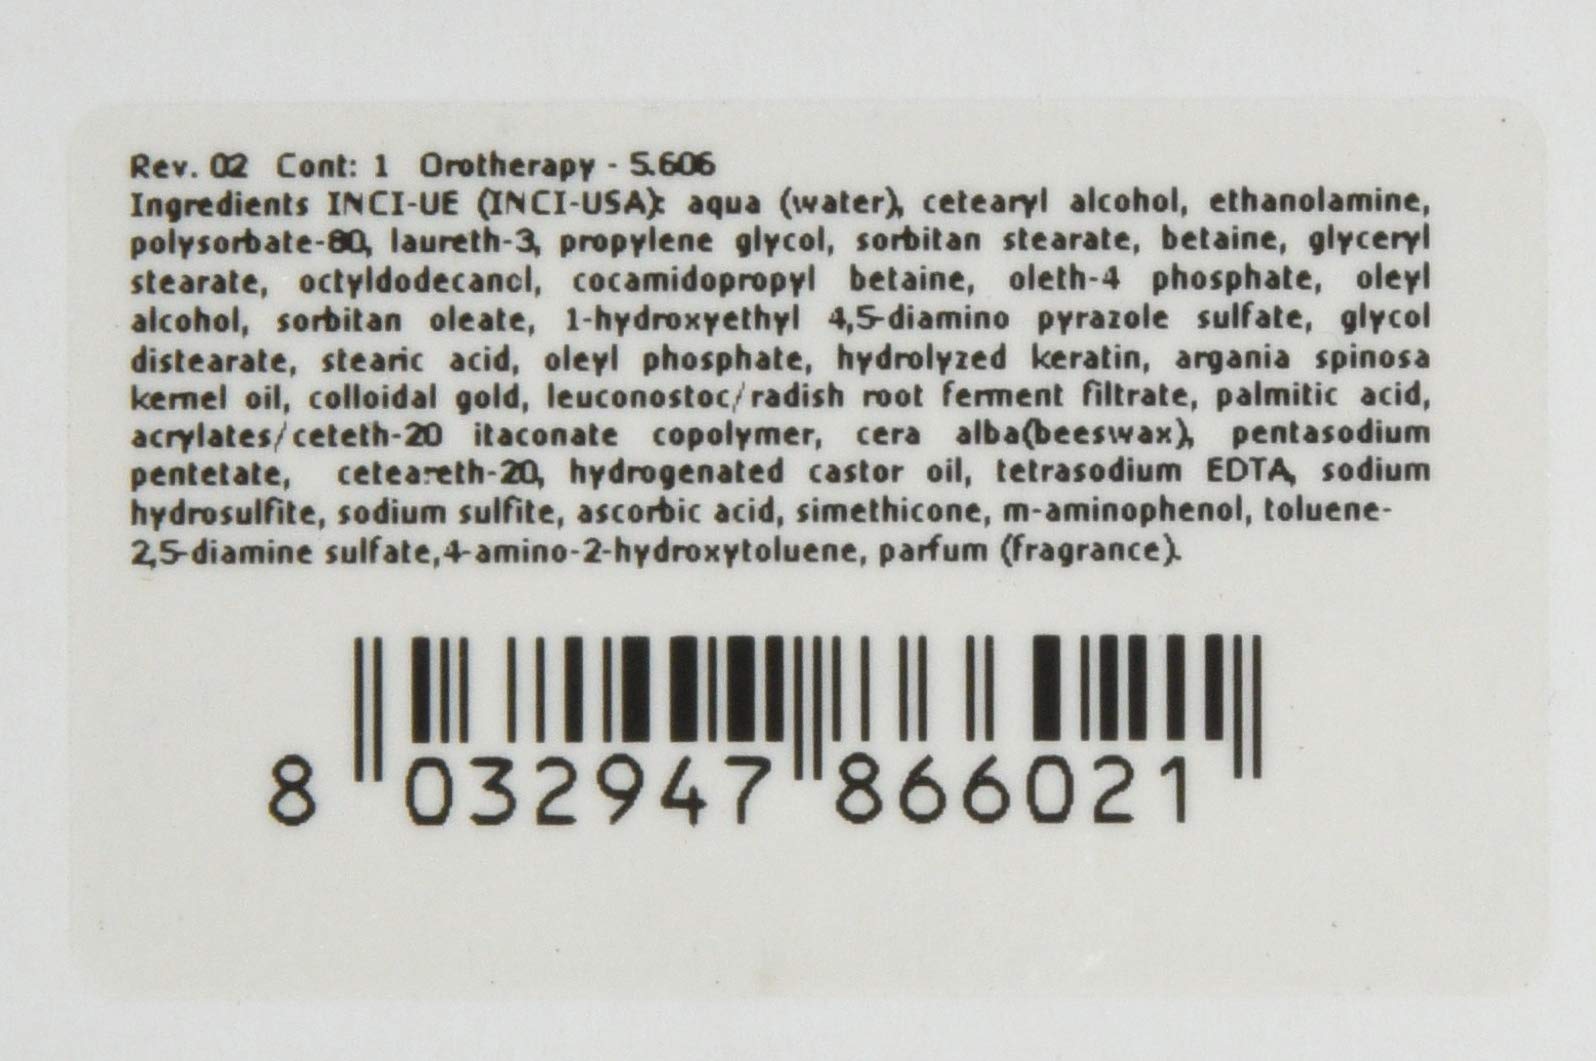 Rev. 02 Cont: 1 Orotherapy - 5.606
Ingredients INCI-UE (INCI-USA): aqua (water), cetearyl alcohol, ethanolamine,
polysorbate-80, laureth-3, propylene glycol, sorbitan stearate, betaine, glyceryl
stearate, octyldodecanol, cocamidopropyl betaine, oleth-4 phosphate, oleyl
alcohol, sorbitan oleate, 1-hydroxyethyl 4,5-diamino pyrazole sulfate, glycol
distearate, stearic acid, oleyl phosphate, hydrolyzed keratin, argania spinosa
kernel oil, colloidal gold, leuconostoc/radish root ferment filtrate, palmitic acid,
acrylates/ceteth-20 itaconate copolymer, cera alba(beeswax), pentasodium
pentetate, ceteareth-20, hydrogenated castor oil, tetrasodium EDTA, sodium
hydrosulfite, sodium sulfite, ascorbic acid, simethicone, m-aminophenol, toluene-
2,5-diamine sulfate,4-amino-2-hydroxytoluene, parfum (fragrance).
8 032947 866021